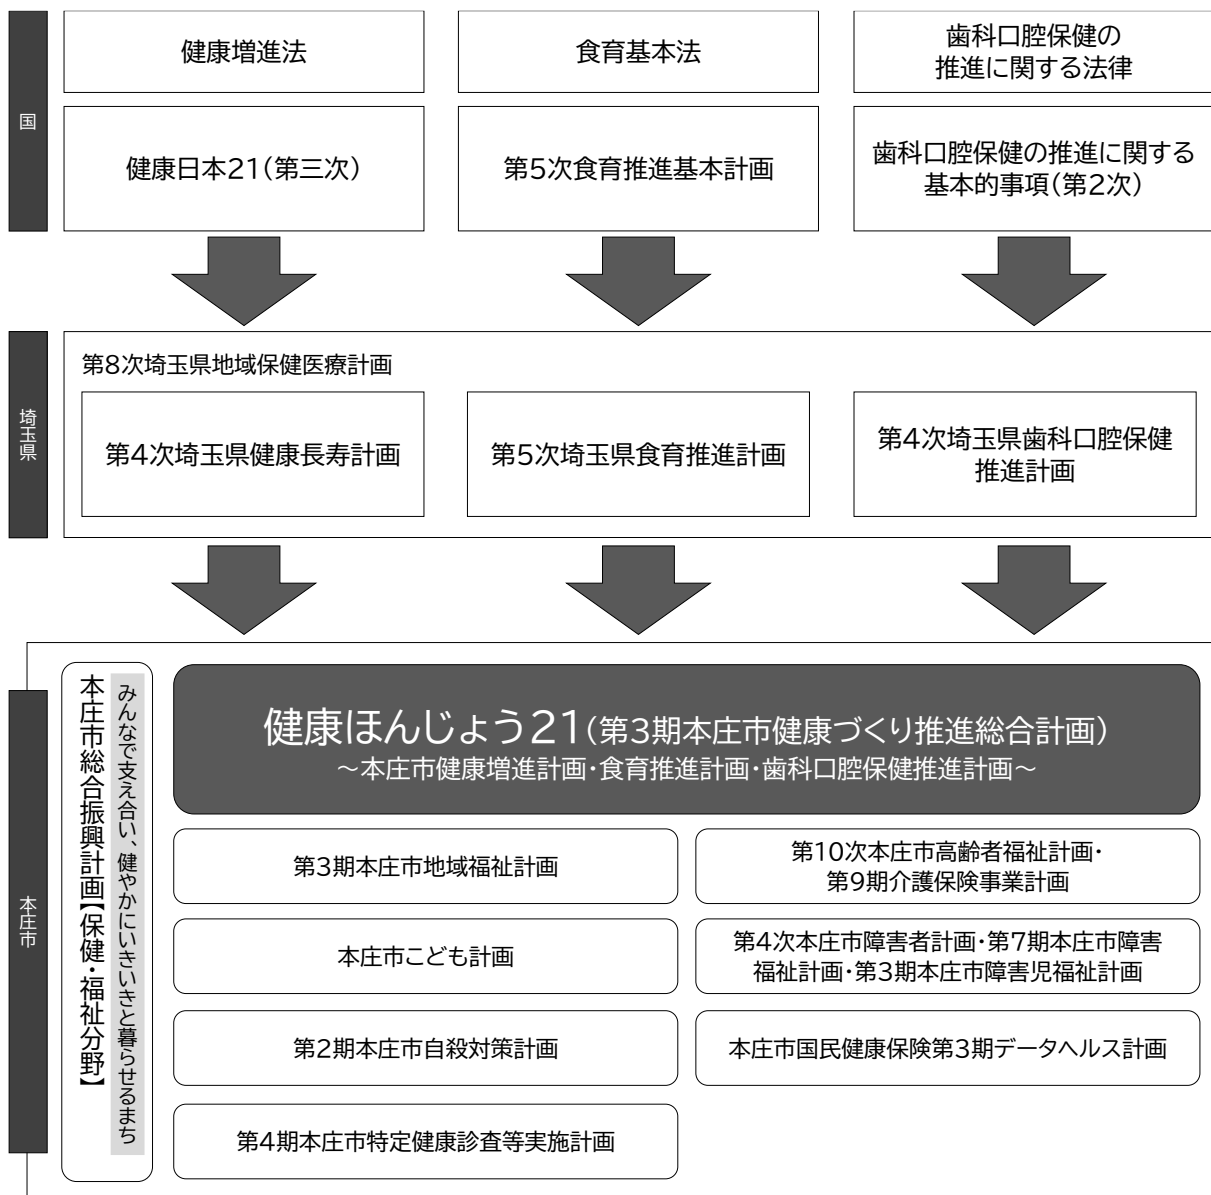 国
健康増進法
食育基本法
歯科口腔保健の
推進に関する法律
健康日本21(第三次)
第5次食育推進基本計画
歯科口腔保健の推進に関する
基本的事項(第2次)
埼玉県
第8次埼玉県地域保健医療計画
第4次埼玉県健康長寿計画
第5次埼玉県食育推進計画
第4次埼玉県歯科口腔保健
推進計画
本庄市
本庄市総合振興計画【保健・福祉分野】
みんなで支え合い、健やかにいきいきと暮らせるまち
健康ほんじょう21(第3期本庄市健康づくり推進総合計画)
～本庄市健康増進計画・食育推進計画・歯科口腔保健推進計画～
第3期本庄市地域福祉計画
第10次本庄市高齢者福祉計画・
第9期介護保険事業計画
本庄市こども計画
第4次本庄市障害者計画・第7期本庄市障害
福祉計画・第3期本庄市障害児福祉計画
第2期本庄市自殺対策計画
本庄市国民健康保険第3期データヘルス計画
第4期本庄市特定健康診査等実施計画